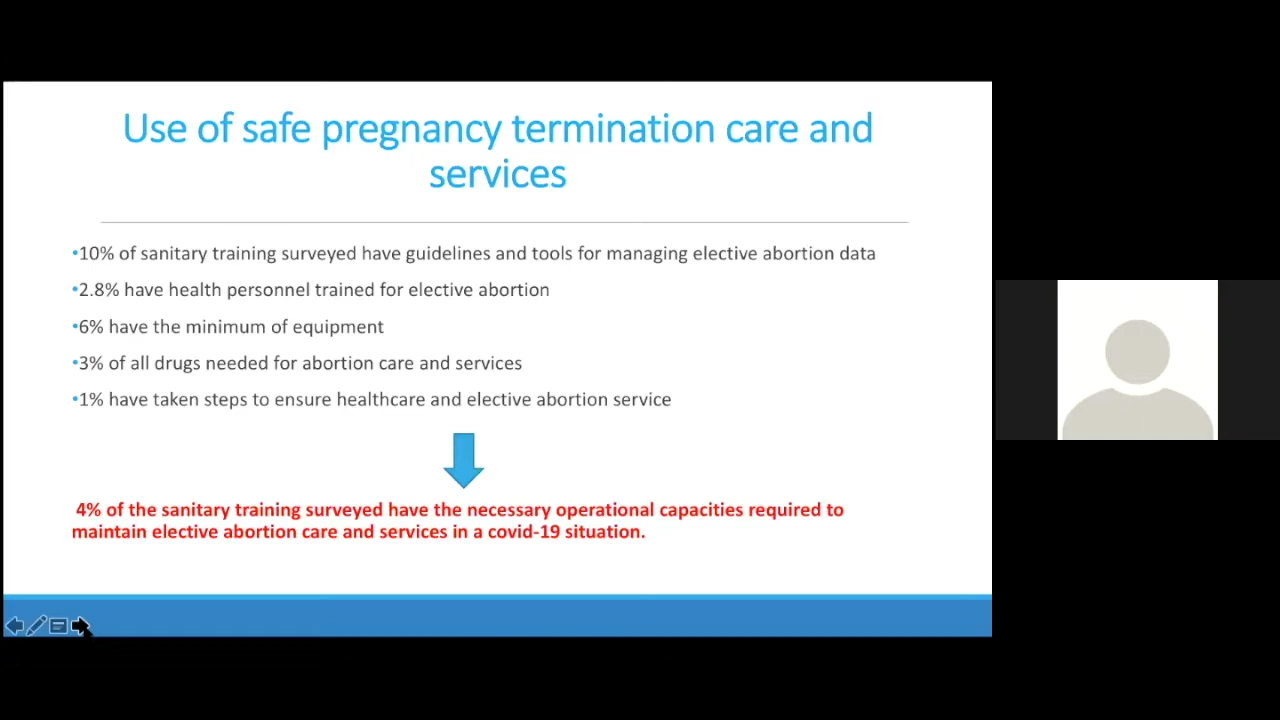 Use of safe pregnancy termination care and
services
•10% of sanitary training surveyed have guidelines and tools for managing elective abortion data
•2.8% have health personnel trained for elective abortion
•6% have the minimum of equipment
•3% of all drugs needed for abortion care and services
•1% have taken steps to ensure healthcare and elective abortion service
4% of the sanitary training surveyed have the necessary operational capacities required to
maintain elective abortion care and services in a covid-19 situation.